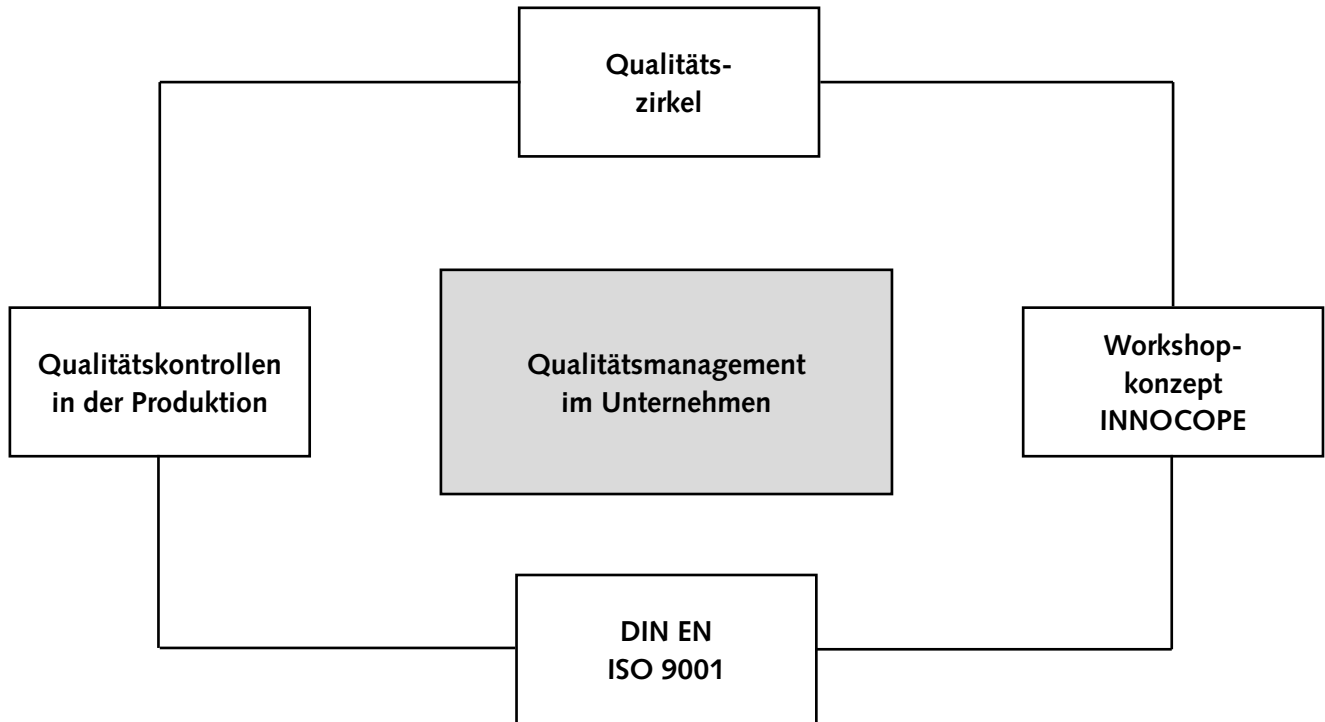 Qualitäts-
zirkel
Qualitätskontrollen
in der Produktion
Qualitätsmanagement
im Unternehmen
Workshop-
konzept
INNOCOPE
DIN EN
ISO 9001